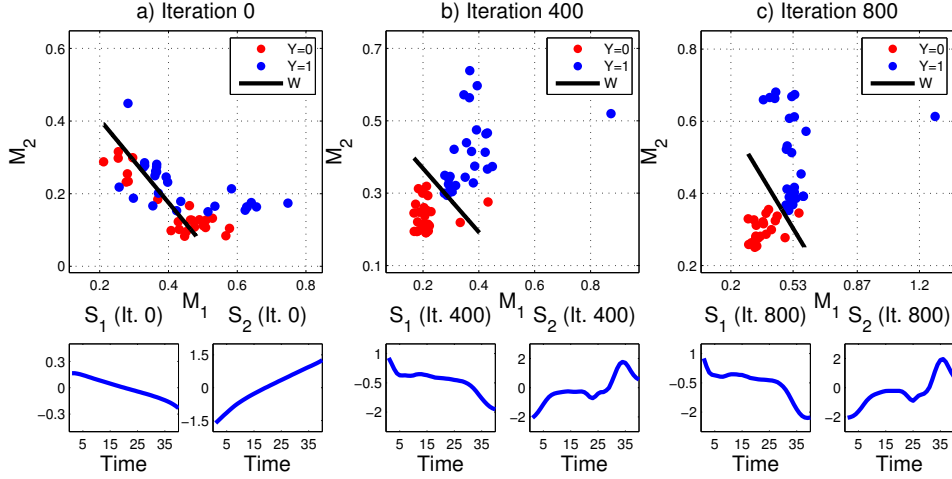 a) Iteration 0
b) Iteration 400
c) Iteration 800
M2
0.6
0.4
0.2
0
Y=0
Y=1
W
0.2 0.4 0.6 0.8
M1
M2
0.7
0.5
0.3
0.1
Y=0
Y=1
W
0.2 0.4 0.6 0.8
M1
M2
0.8
0.6
0.4
0.2
Y=0
Y=1
W
0.2 0.53 0.87 1.2
M1
S1 (It. 0)
0.3
0
−0.3
5 15 25 35
Time
S2 (It. 0)
1.5
0
−1.5
5 15 25 35
Time
S1 (It. 400)
1
−0.5
−2
5 15 25 35
Time
S2 (It. 400)
2
0
−2
5 15 25 35
Time
S1 (It. 800)
1
−0.5
−2
5 15 25 35
Time
S2 (It. 800)
2
0
−2
5 15 25 35
Time